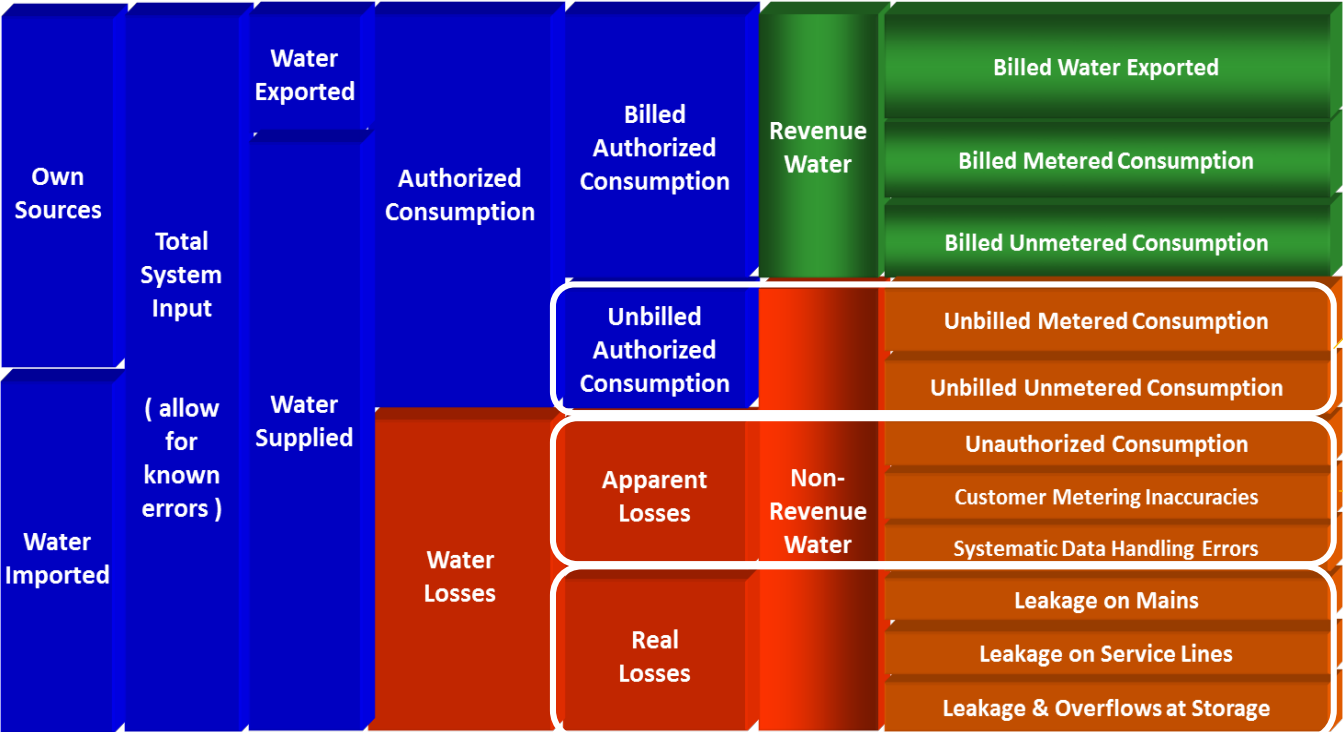 Own
Sources
Water
Imported
Total
System
Input
( allow
for
known
errors )
Water
Exported
Water
Supplied
Authorized
Consumption
Water
Losses
Billed
Authorized
Consumption
Unbilled
Authorized
Consumption
Apparent
Losses
Real
Losses
Revenue
Water
Non-
Revenue
Water
Billed Water Exported
Billed Metered Consumption
Billed Unmetered Consumption
Unbilled Metered Consumption
Unbilled Unmetered Consumption
Unauthorized Consumption
Customer Metering Inaccuracies
Systematic Data Handling Errors
Leakage on Mains
Leakage on Service Lines
Leakage & Overflows at Storage